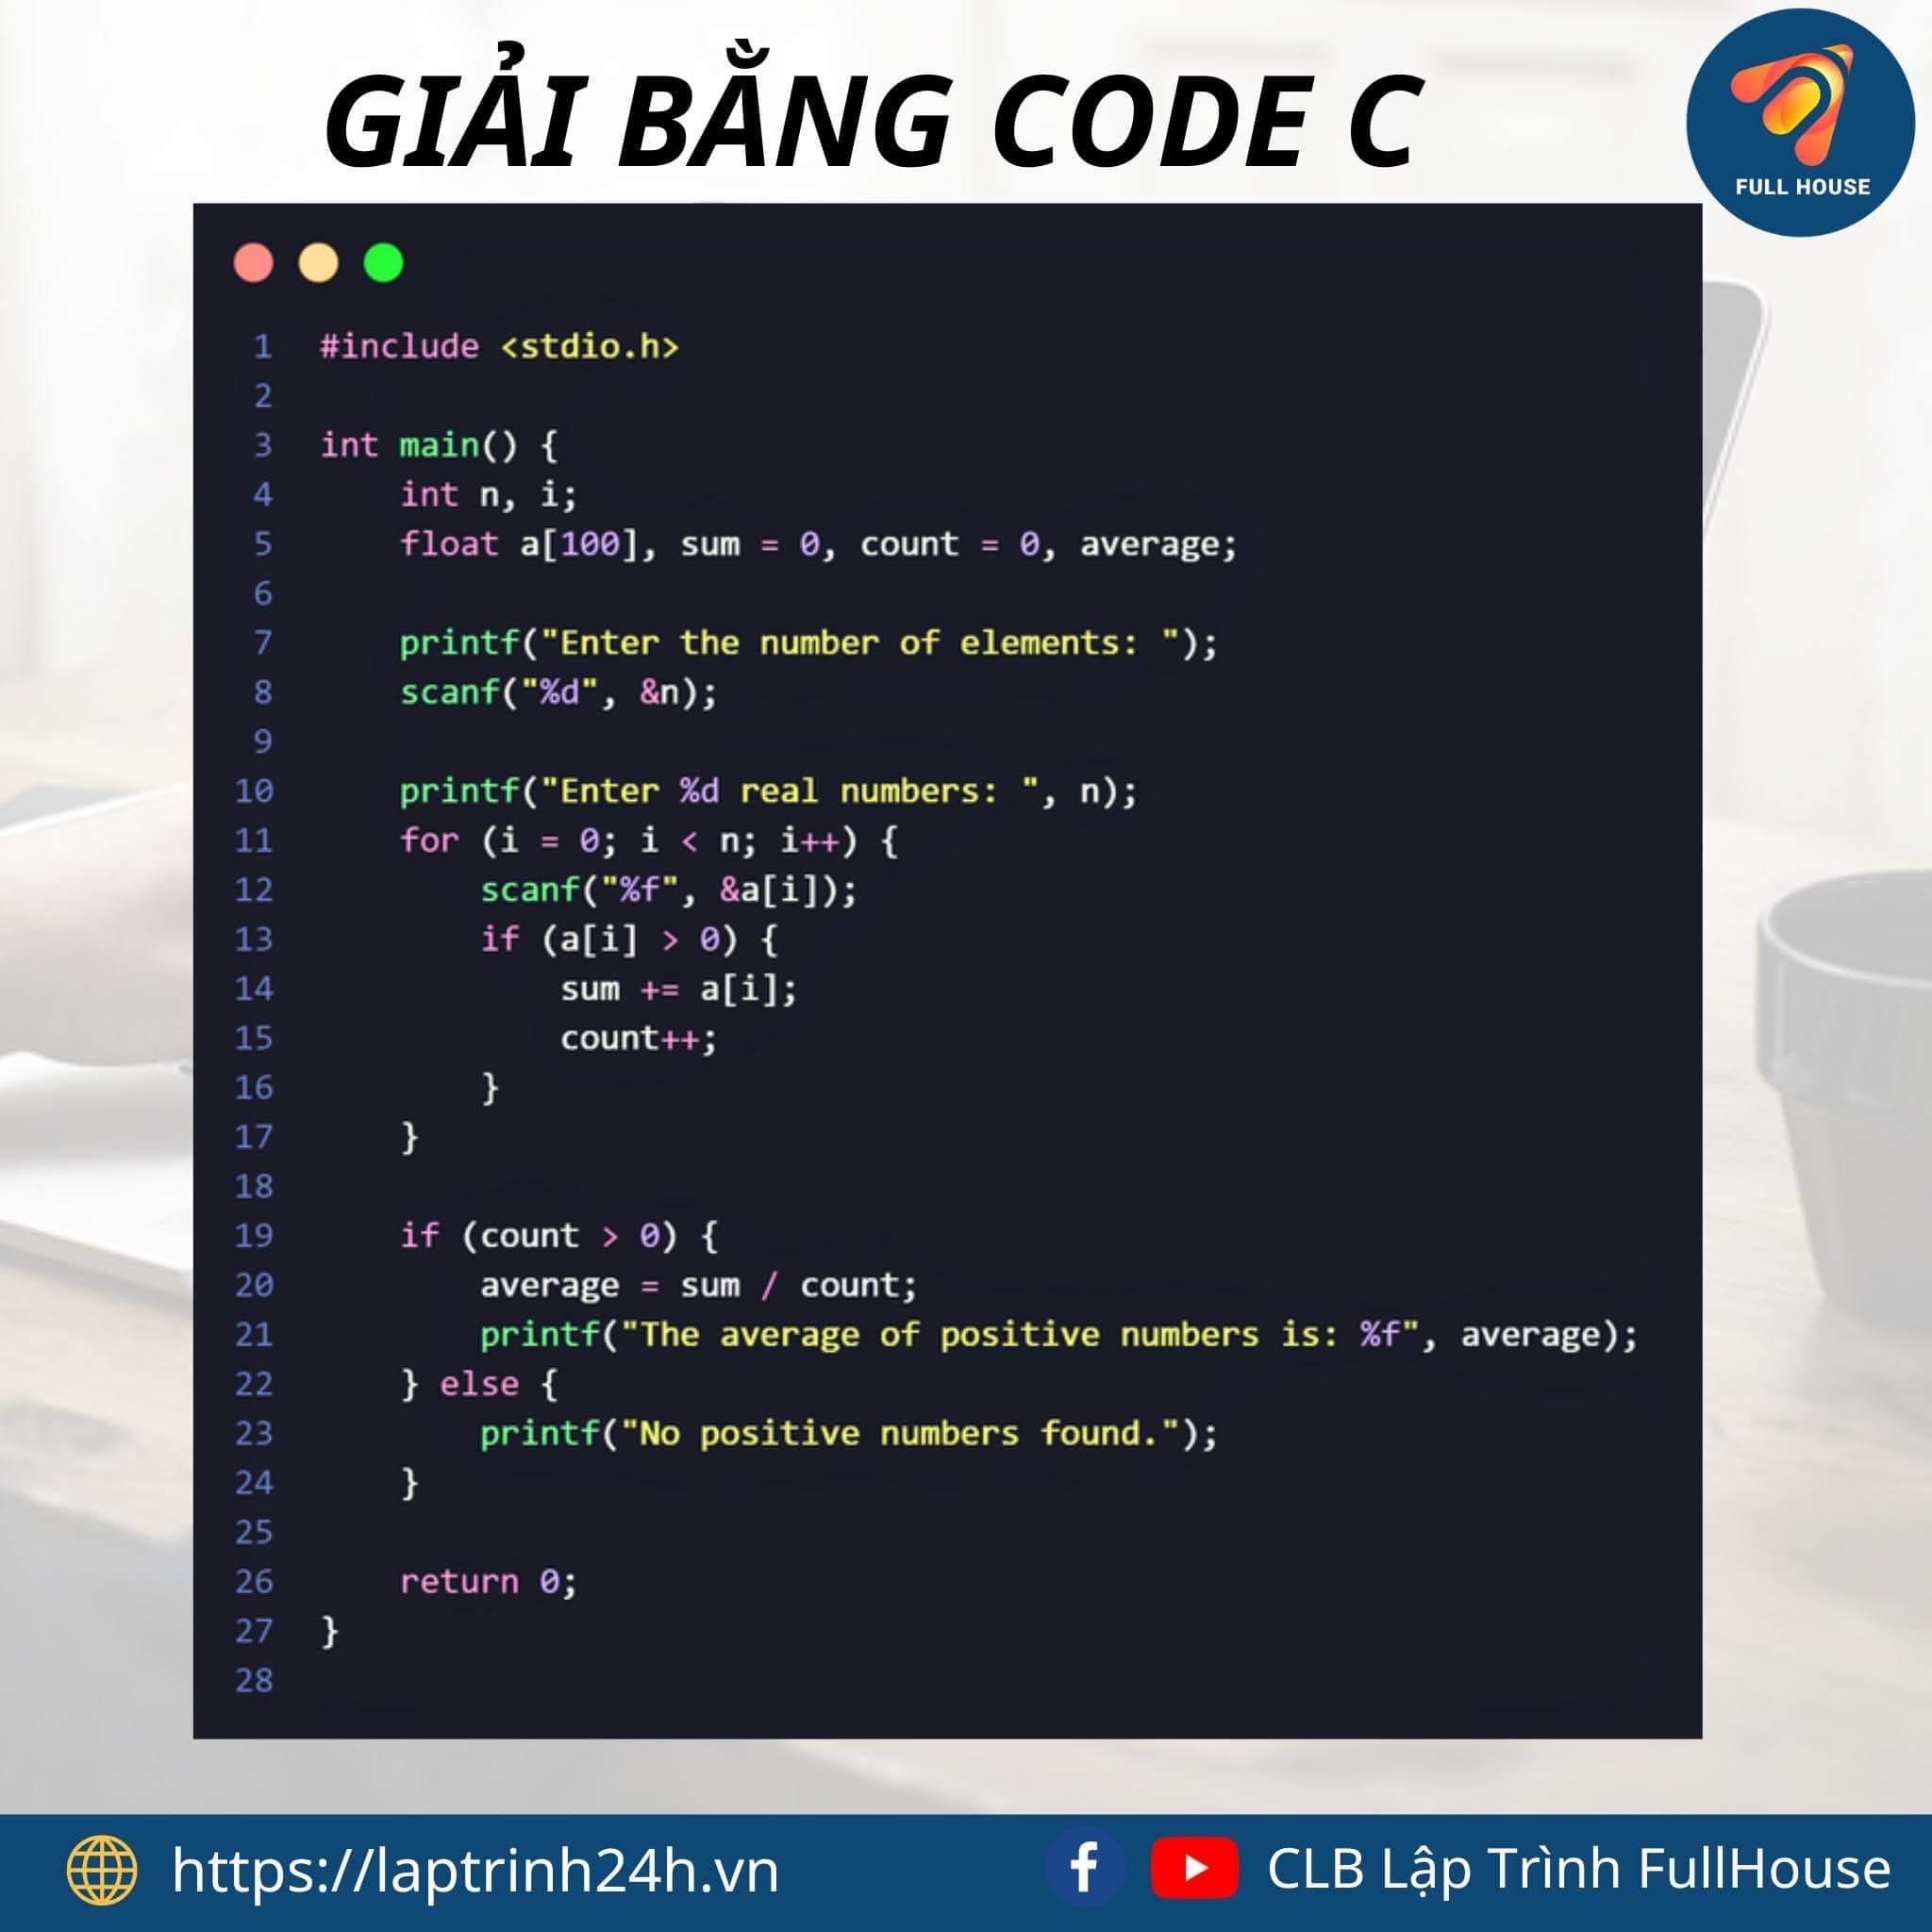 GIẢI BẰNG CODE C
FULL HOUSE
1 #include <stdio.h>
2
3 int main() {
4     int n, i;
5     float a[100], sum = 0, count = 0, average;
6
7     printf("Enter the number of elements: ");
8     scanf("%d", &n);
9
10     printf("Enter %d real numbers: ", n);
11     for (i = 0; i < n; i++) {
12         scanf("%f", &a[i]);
13         if (a[i] > 0) {
14             sum += a[i];
15             count++;
16         }
17     }
18
19     if (count > 0) {
20         average = sum / count;
21         printf("The average of positive numbers is: %f", average);
22     } else {
23         printf("No positive numbers found.");
24     }
25
26     return 0;
27 }
28
https://laptrinh24h.vn
CLB Lập Trình FullHouse